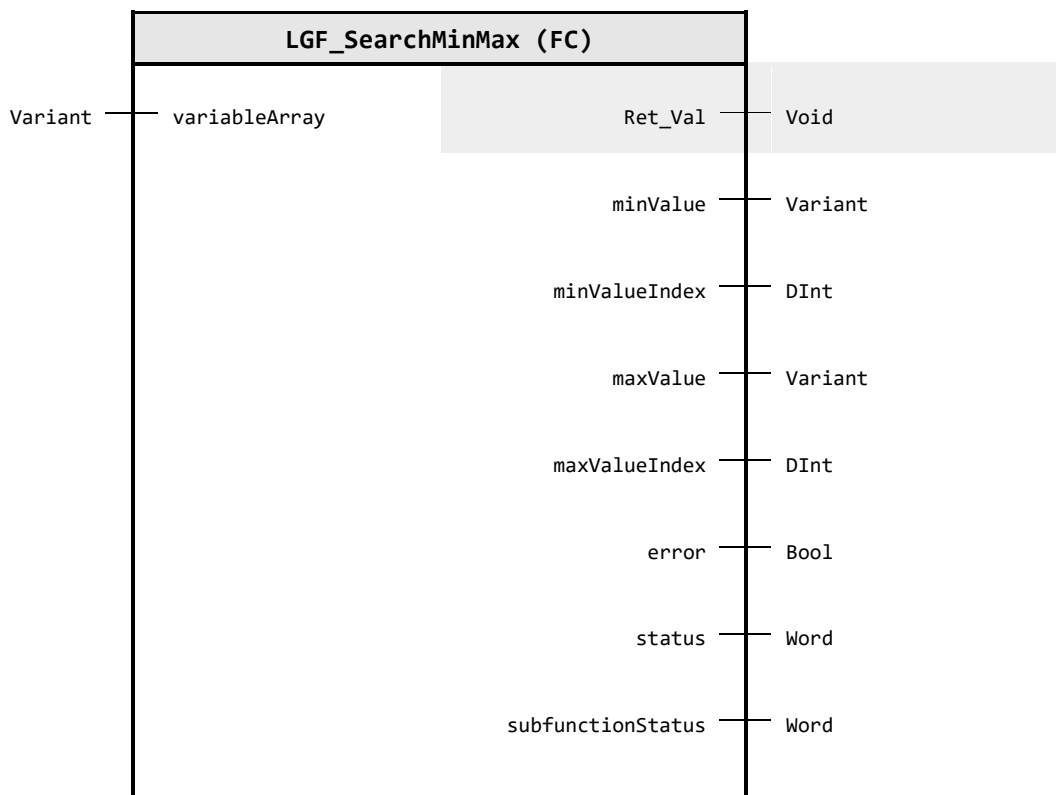 LGF_SearchMinMax (FC)
Variant variableArray Ret_Val Void
minValue Variant
minValueIndex DInt
maxValue Variant
maxValueIndex DInt
error Bool
status Word
subfunctionStatus Word